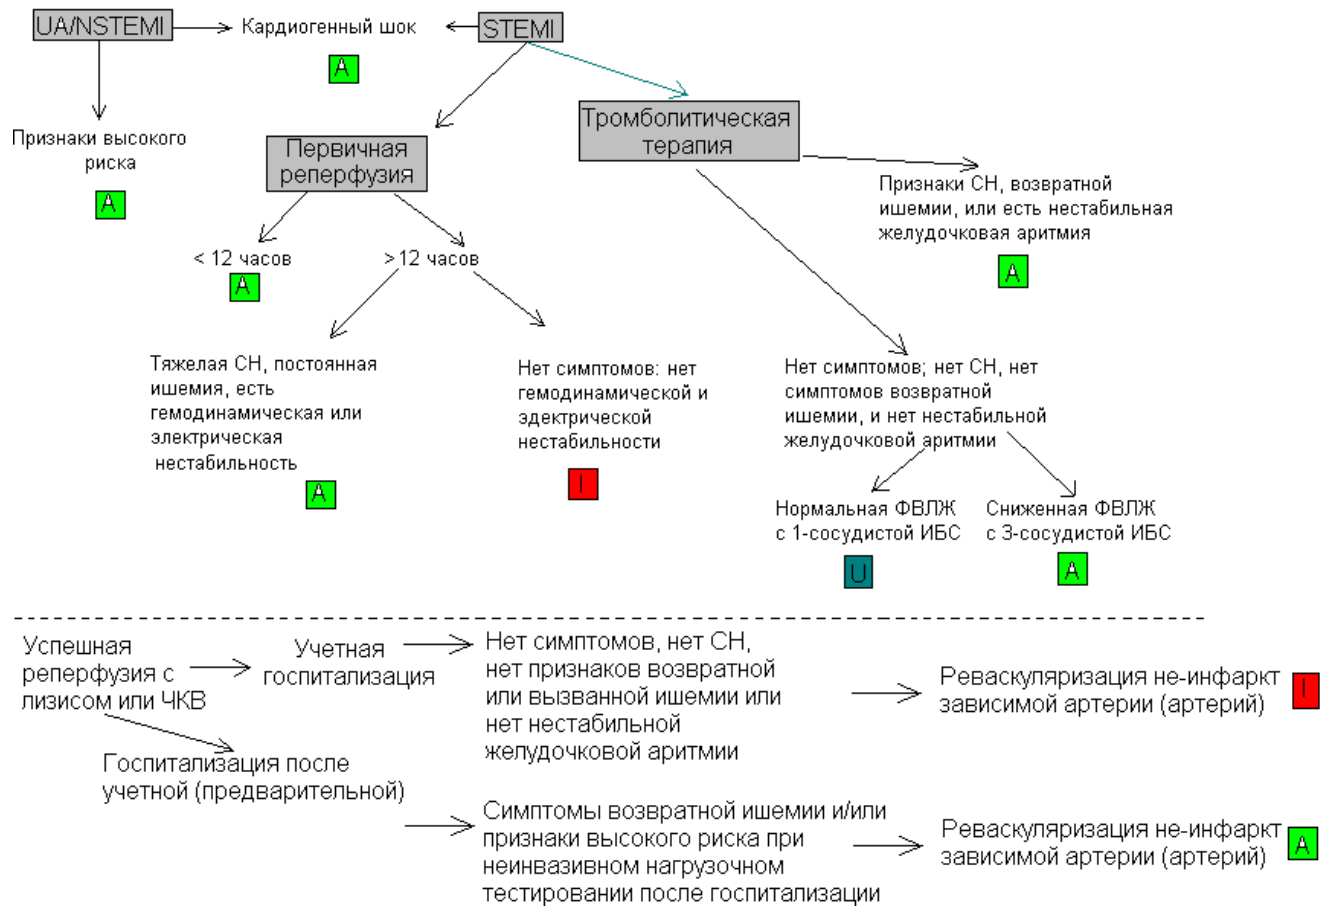 UA/NSTEMI
Кардиогенный шок
STEMI
A
Признаки высокого
риска
A
Первичная
реперфузия
Тромболитическая
терапия
Признаки СН, возвратной
ишемии, или есть нестабильная
желудочковая аритмия
A
< 12 часов
A
>12 часов
Тяжелая СН, постоянная
ишемия, есть
гемодинамическая или
электрическая
нестабильность
A
Нет симптомов: нет
гемодинамической и
эдектрической
нестабильности
I
Нет симптомов; нет СН, нет
симптомов возвратной
ишемии, и нет нестабильной
желудочковой аритмии
Нормальная ФВЛЖ
с 1-сосудистой ИБС
U
Сниженная ФВЛЖ
с 3-сосудистой ИБС
A
Успешная
реперфузия с
лизисом или ЧКВ
Учетная
госпитализация
Нет симптомов, нет СН,
нет признаков возвратной
или вызванной ишемии или
нет нестабильной
желудочковой аритмии
Реваскуляризация не-инфаркт
зависимой артерии (артерий)
I
Госпитализация после
учетной (предварительной)
Симптомы возвратной ишемии и/или
признаки высокого риска при
неинвазивном нагрузочном
тестировании после госпитализации
Реваскуляризация не-инфаркт
зависимой артерии (артерий)
A